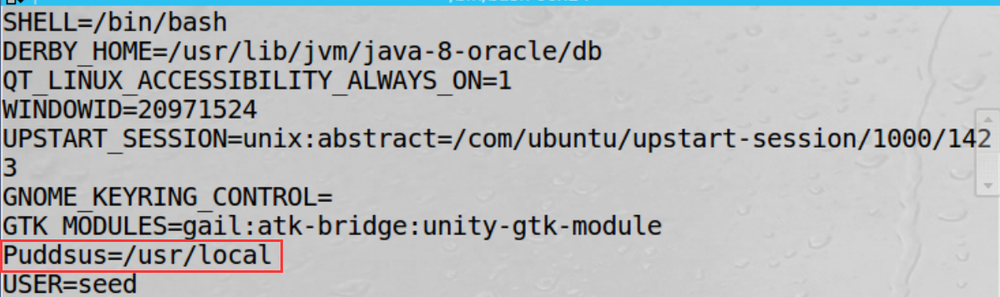 SHELL=/bin/bash
DERBY_HOME=/usr/lib/jvm/java-8-oracle/db
QT_LINUX_ACCESSIBILITY_ALWAYS_ON=1
WINDOWID=20971524
UPSTART_SESSION=unix:abstract=/com/ubuntu/upstart-session/1000/142
3
GNOME_KEYRING_CONTROL=
GTK_MODULES=gail:atk-bridge:unity-gtk-module
Puddsus=/usr/local
USER=seed